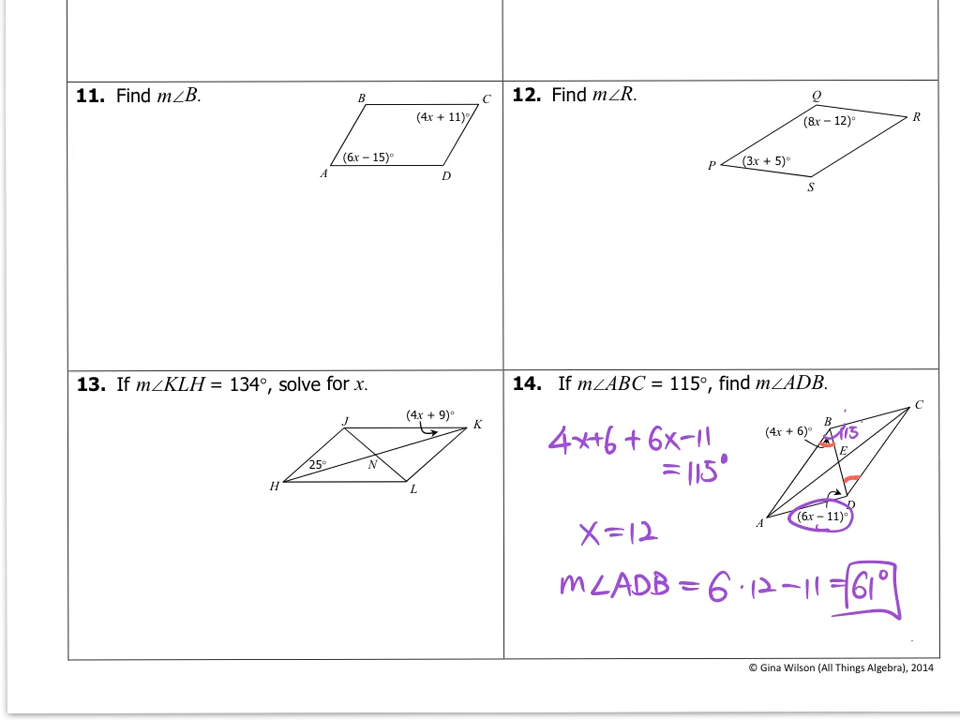 11. Find m∠B.
B
C
(4x + 11)°
(6x – 15)°
A
D
12. Find m∠R.
Q
(8x – 12)°
R
P
(3x + 5)°
S
13. If m∠KLH = 134°, solve for x.
(4x + 9)°
J
K
25°
N
H
L
14. If m∠ABC = 115°, find m∠ADB.
C
B
(4x + 6)°
115
E
D
A
(6x – 11)°
4x+6 + 6x-11
= 115°
x = 12
m∠ADB = 6 · 12 - 11 = 61°
© Gina Wilson (All Things Algebra), 2014